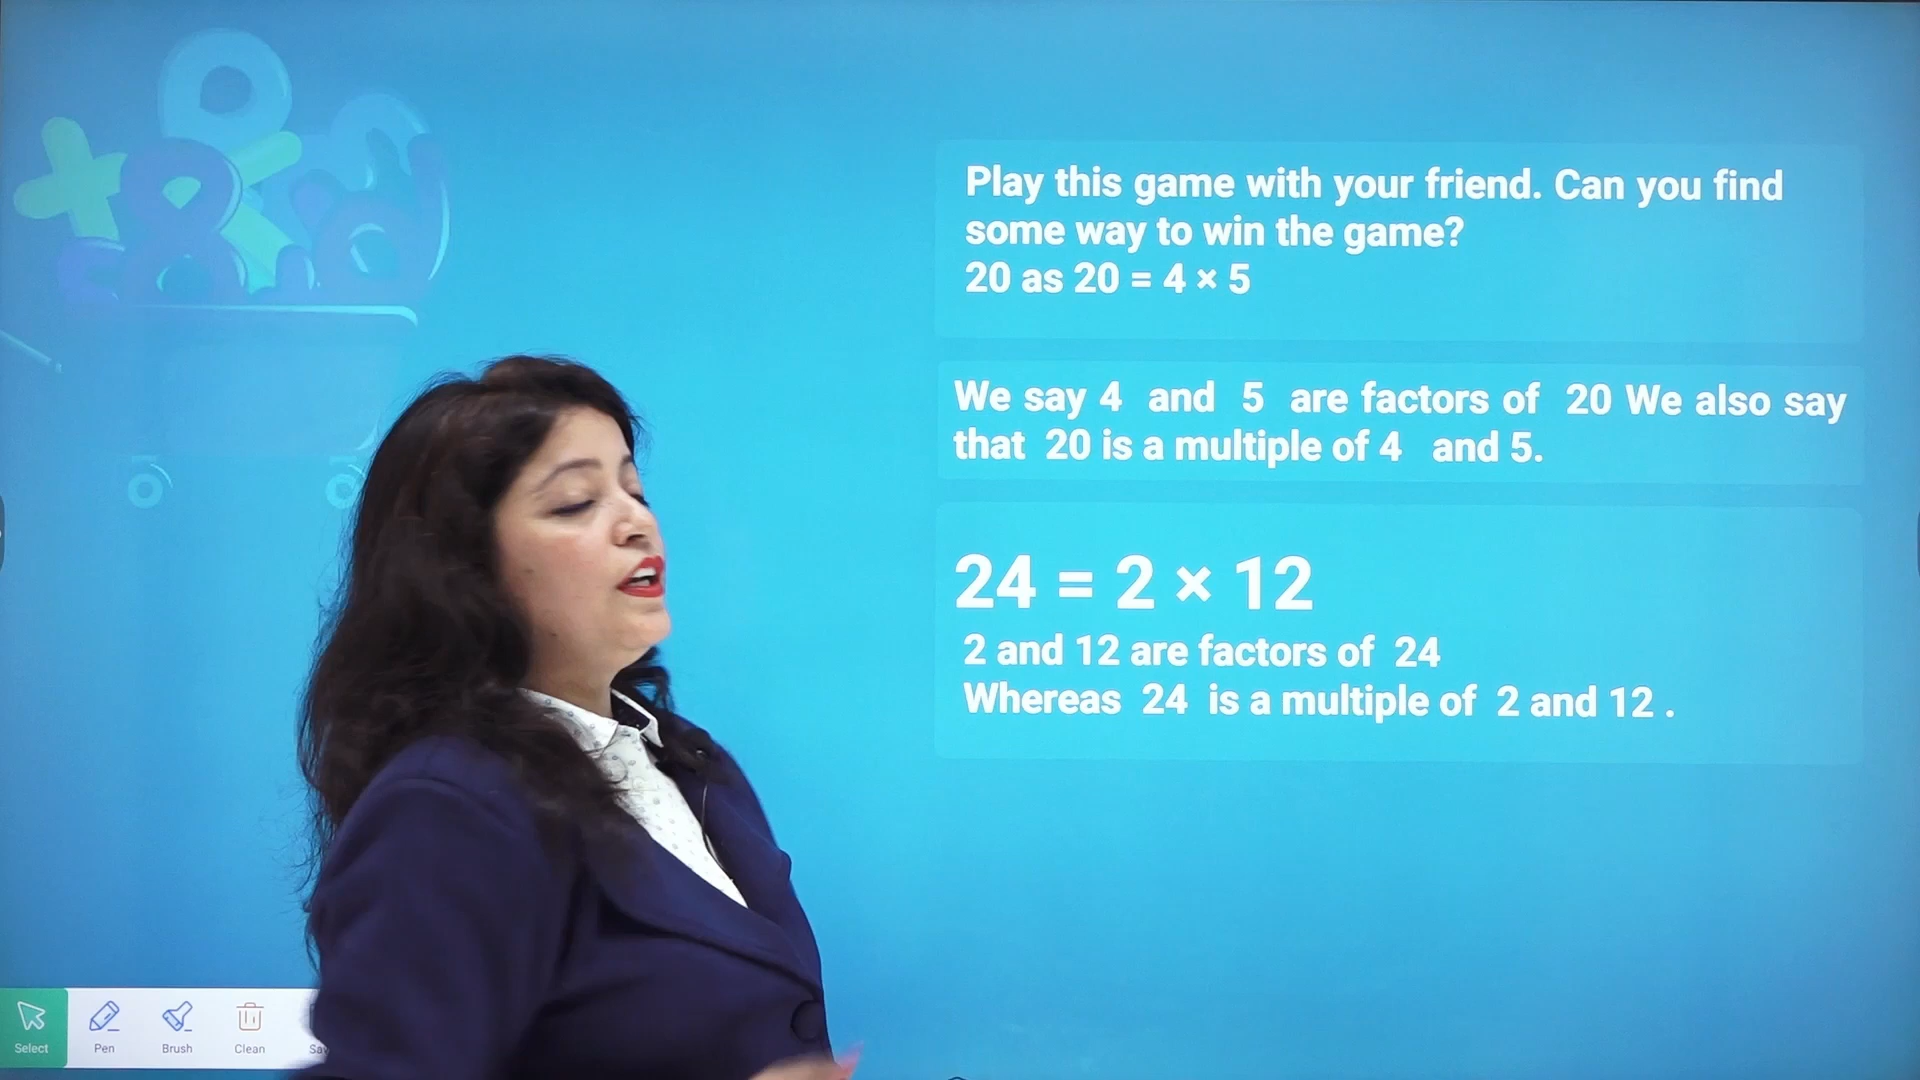 Play this game with your friend. Can you find
some way to win the game?
20 as 20 = 4 × 5
We say 4 and 5 are factors of 20 We also say
that 20 is a multiple of 4 and 5.
24 = 2 × 12
2 and 12 are factors of 24
Whereas 24 is a multiple of 2 and 12 .
Select Pen Brush Clean